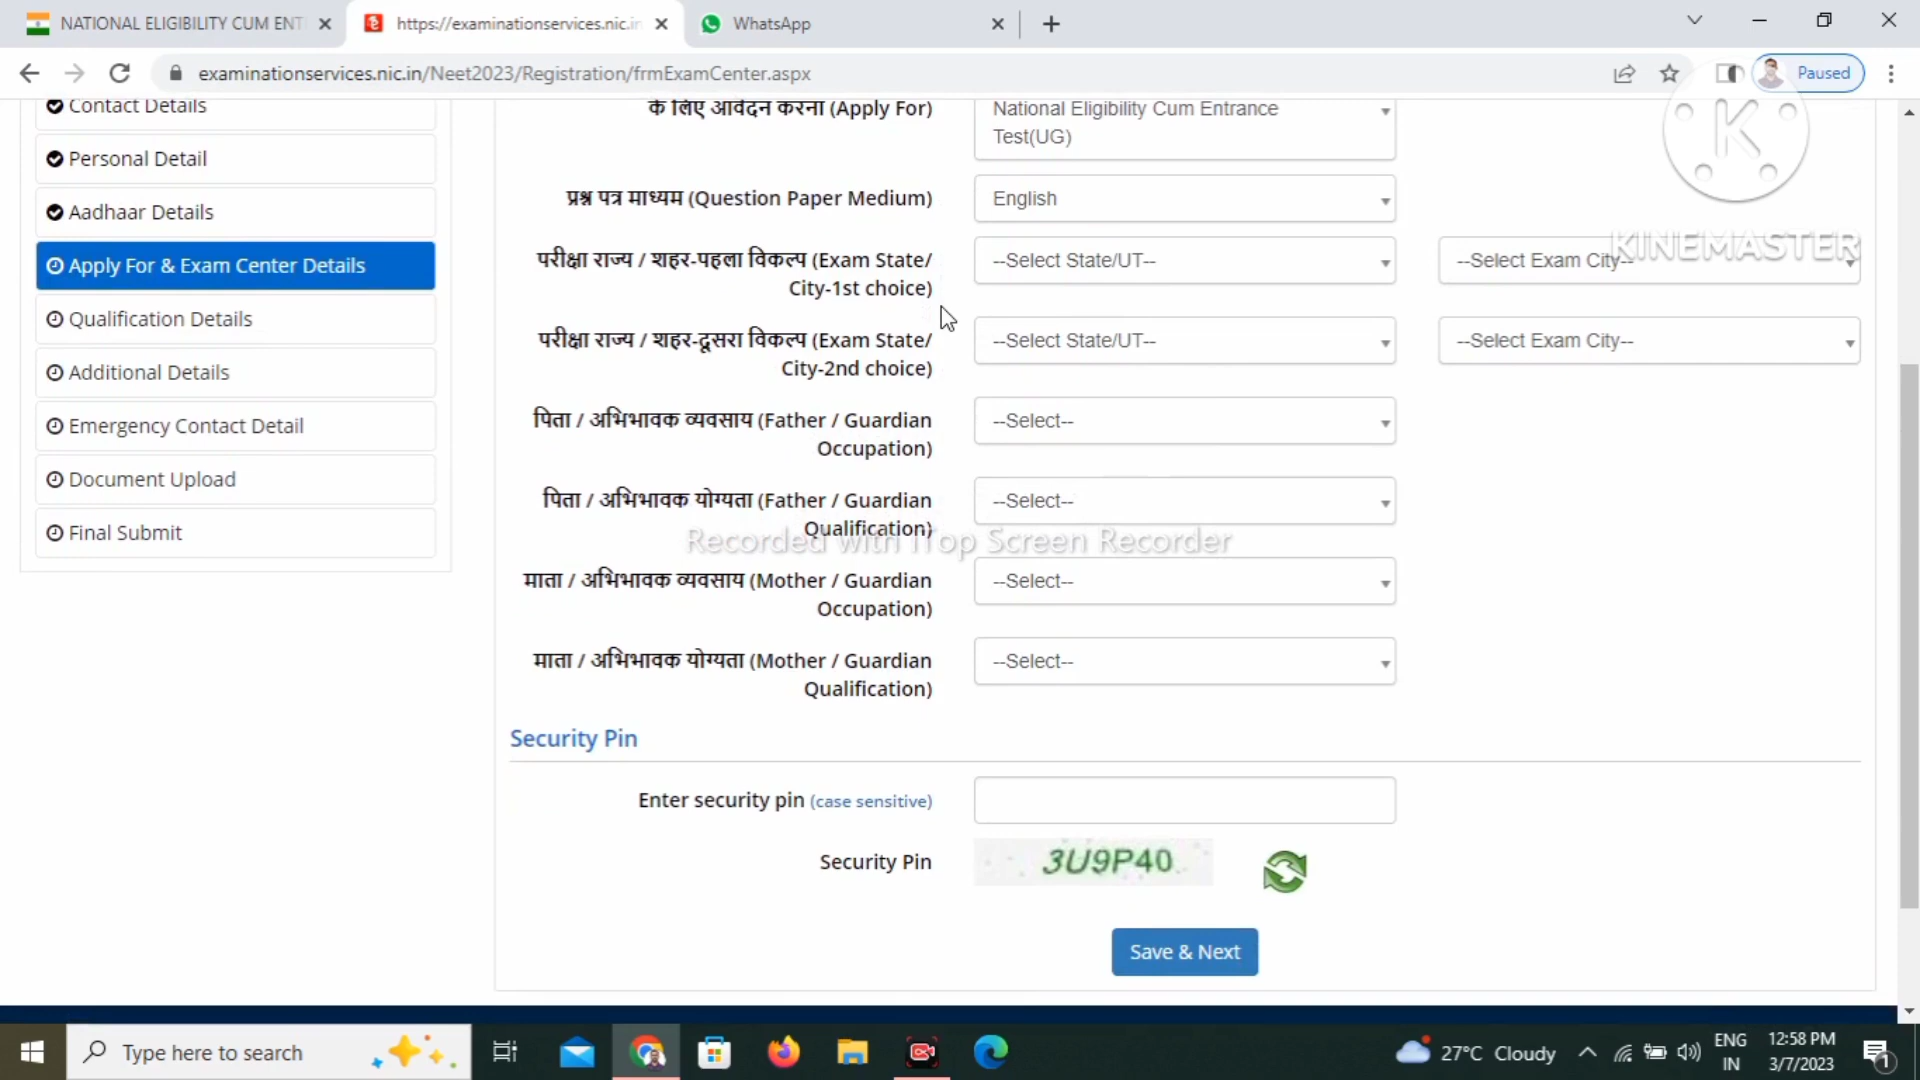 NATIONAL ELIGIBILITY CUM ENT
https://examinationservices.nic.in
WhatsApp
examinationservices.nic.in/Neet2023/Registration/frmExamCenter.aspx
Paused
Contact Details
Personal Detail
Aadhaar Details
Apply For & Exam Center Details
Qualification Details
Additional Details
Emergency Contact Detail
Document Upload
Final Submit
के लिए आवेदन करना (Apply For)
National Eligibility Cum Entrance
Test(UG)
प्रश्न पत्र माध्यम (Question Paper Medium)
English
K
KINEMASTER
परीक्षा राज्य / शहर-पहला विकल्प (Exam State/
City-1st choice)
--Select State/UT--
--Select Exam City--
परीक्षा राज्य / शहर-दूसरा विकल्प (Exam State/
City-2nd choice)
--Select State/UT--
--Select Exam City--
पिता / अभिभावक व्यवसाय (Father / Guardian
Occupation)
--Select--
पिता / अभिभावक योग्यता (Father / Guardian
Qualification)
--Select--
Recorded with iTop Screen Recorder
माता / अभिभावक व्यवसाय (Mother / Guardian
Occupation)
--Select--
माता / अभिभावक योग्यता (Mother / Guardian
Qualification)
--Select--
Security Pin
Enter security pin (case sensitive)
Security Pin
3U9P40
Save & Next
Type here to search
27°C Cloudy
ENG
IN
12:58 PM
3/7/2023
1